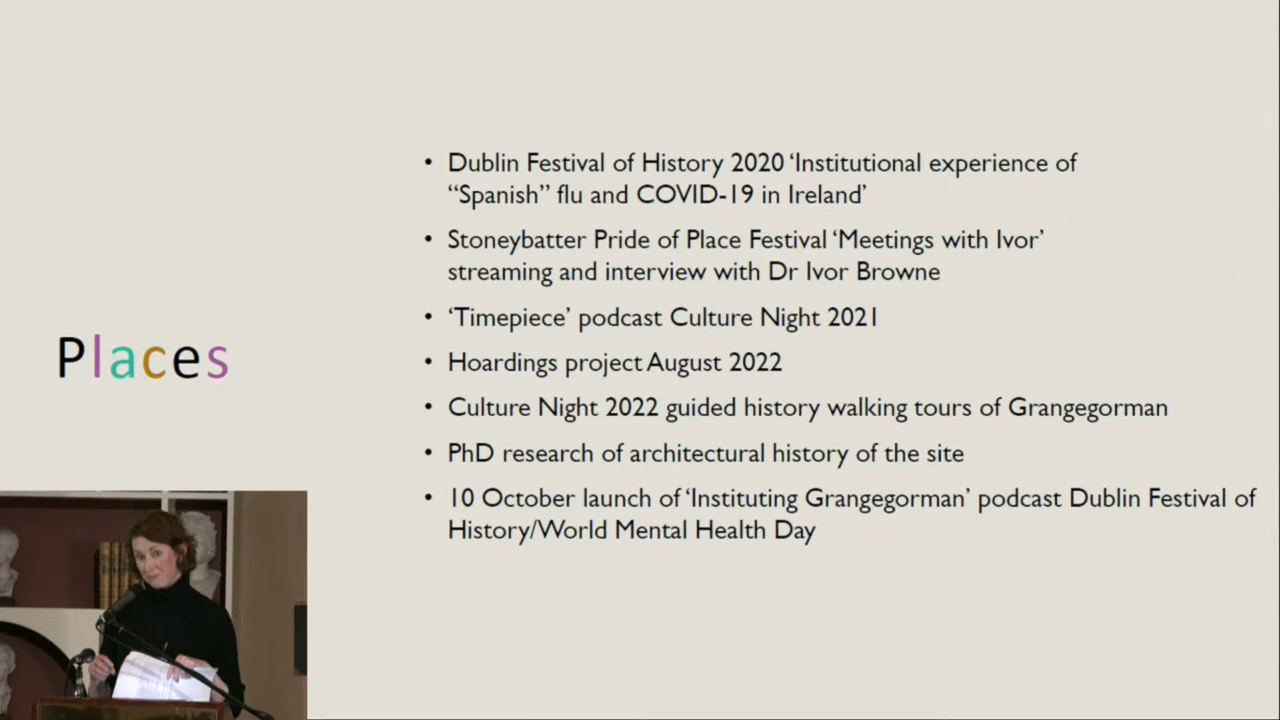 Places
• Dublin Festival of History 2020 ‘Institutional experience of
“Spanish” flu and COVID-19 in Ireland’
• Stoneybatter Pride of Place Festival ‘Meetings with Ivor’
streaming and interview with Dr Ivor Browne
• ‘Timepiece’ podcast Culture Night 2021
• Hoardings project August 2022
• Culture Night 2022 guided history walking tours of Grangegorman
• PhD research of architectural history of the site
• 10 October launch of ‘Instituting Grangegorman’ podcast Dublin Festival of
History/World Mental Health Day